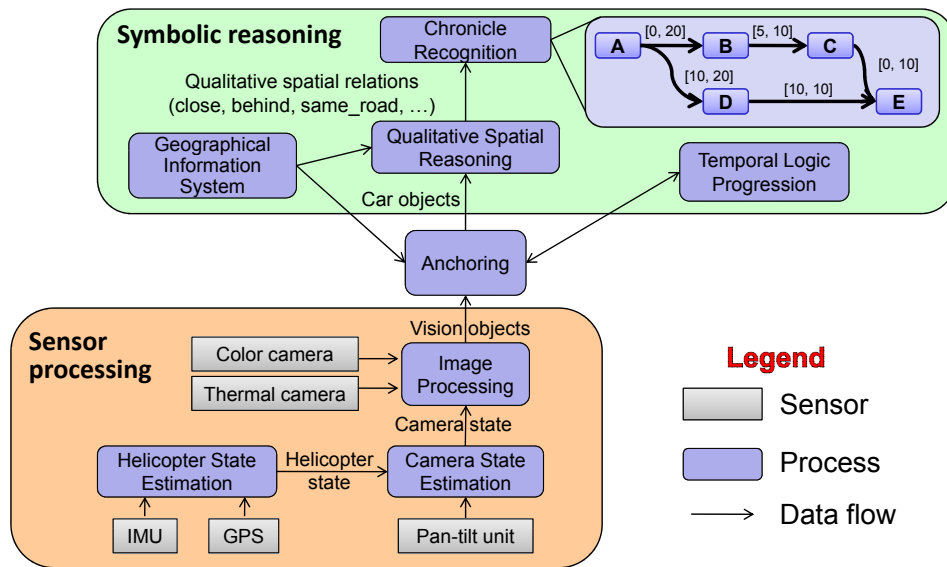 Symbolic reasoning
Chronicle
Recognition
[0, 20]
[5, 10]
A
B
C
[10, 20]
[0, 10]
[10, 10]
D
E
Qualitative spatial relations
(close, behind, same_road, …)
Geographical
Information
System
Qualitative Spatial
Reasoning
Temporal Logic
Progression
Car objects
Anchoring
Vision objects
Sensor
processing
Color camera
Thermal camera
Image
Processing
Camera state
Helicopter State
Estimation
Helicopter
state
Camera State
Estimation
IMU
GPS
Pan-tilt unit
Legend
Sensor
Process
Data flow